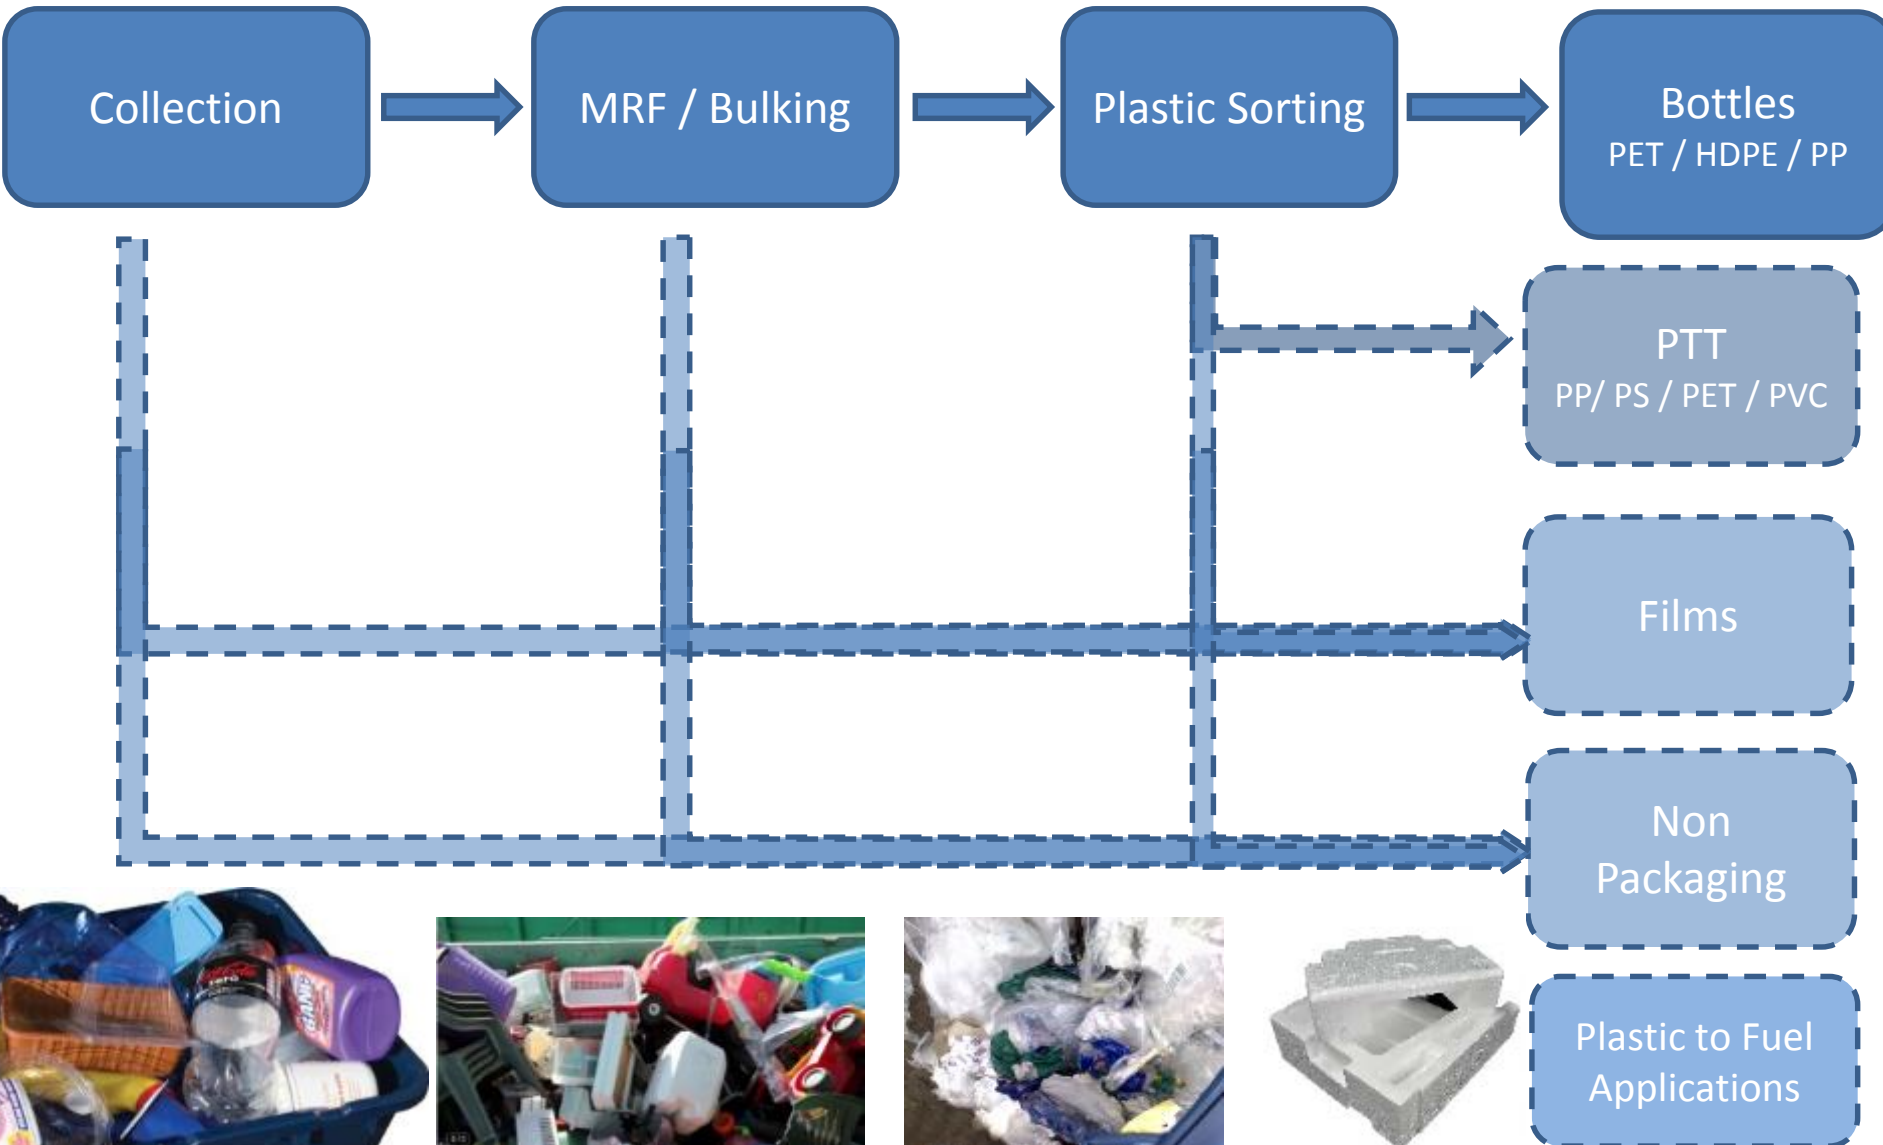 Collection
MRF / Bulking
Plastic Sorting
Bottles
PET / HDPE / PP
PTT
PP/ PS / PET / PVC
Films
Non
Packaging
Plastic to Fuel
Applications
zero